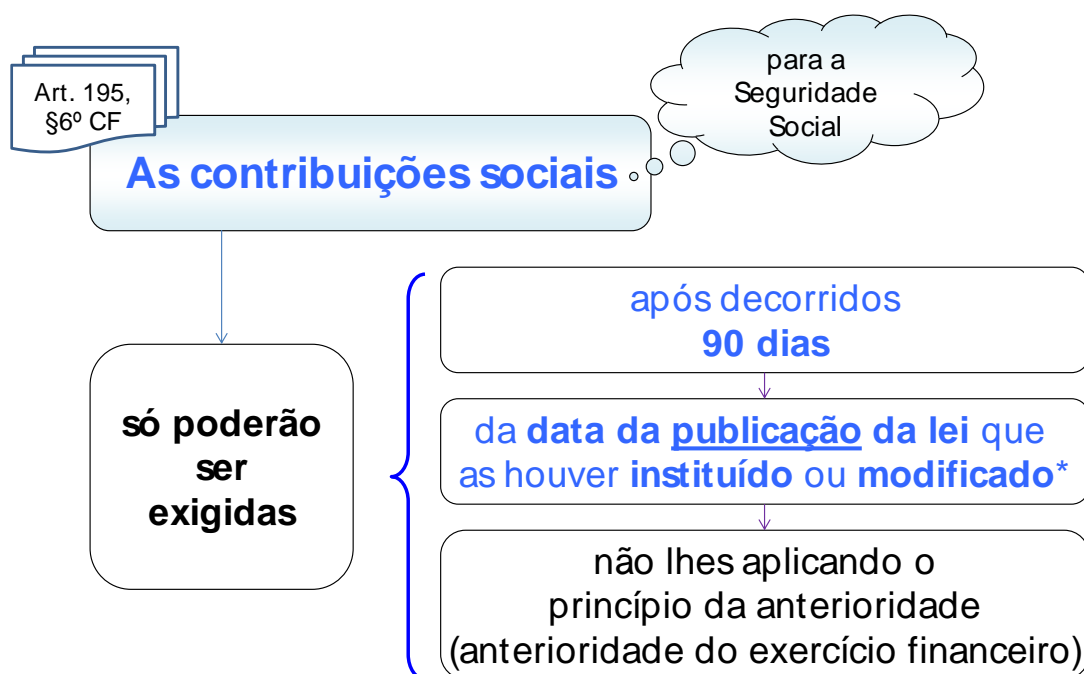 Art. 195,
§6º CF
para a
Seguridade
Social
As contribuições sociais
só poderão
ser
exigidas
após decorridos
90 dias
da data da publicação da lei que
as houver instituído ou modificado*
não lhes aplicando o
princípio da anterioridade
(anterioridade do exercício financeiro)